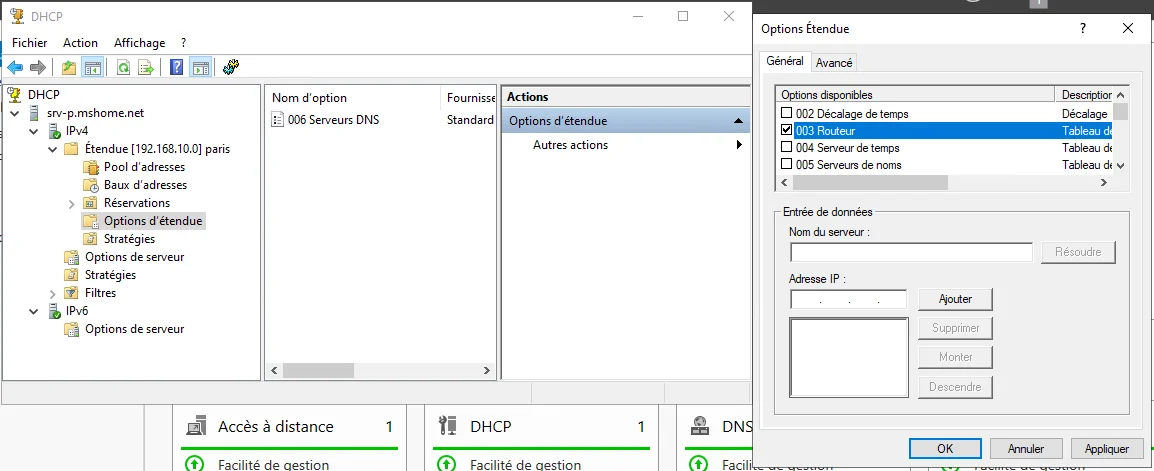 DHCP
Fichier Action Affichage ?
DHCP
srv-p.mshome.net
IPv4
Étendue [192.168.10.0] paris
Pool d'adresses
Baux d'adresses
Réservations
Options d'étendue
Stratégies
Options de serveur
Stratégies
Filtres
IPv6
Options de serveur
Nom d'option Fournisse
006 Serveurs DNS Standard
Actions
Options d'étendue
Autres actions
Accès à distance 1
Facilité de gestion
DHCP 1
Facilité de gestion
DNS
Facilité de gestion
Options Étendue ?
Général Avancé
Options disponibles Description
002 Décalage de temps Décalage
003 Routeur Tableau de
004 Serveur de temps Tableau de
005 Serveurs de noms Tableau de
Entrée de données
Nom du serveur :
Résoudre
Adresse IP :
. . . Ajouter
Supprimer
Monter
Descendre
OK Annuler Appliquer